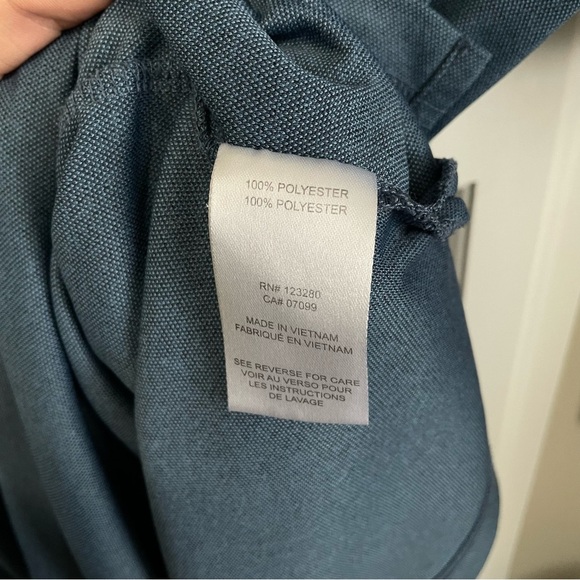 100% POLYESTER
100% POLYESTER
RN# 123280
CA# 07099
MADE IN VIETNAM
FABRIQUÉ EN VIETNAM
SEE REVERSE FOR CARE
VOIR AU VERSO POUR
LES INSTRUCTIONS
DE LAVAGE